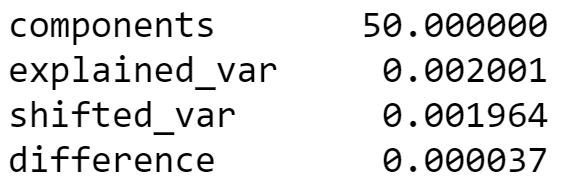 components 50.000000
explained_var 0.002001
shifted_var 0.001964
difference 0.000037